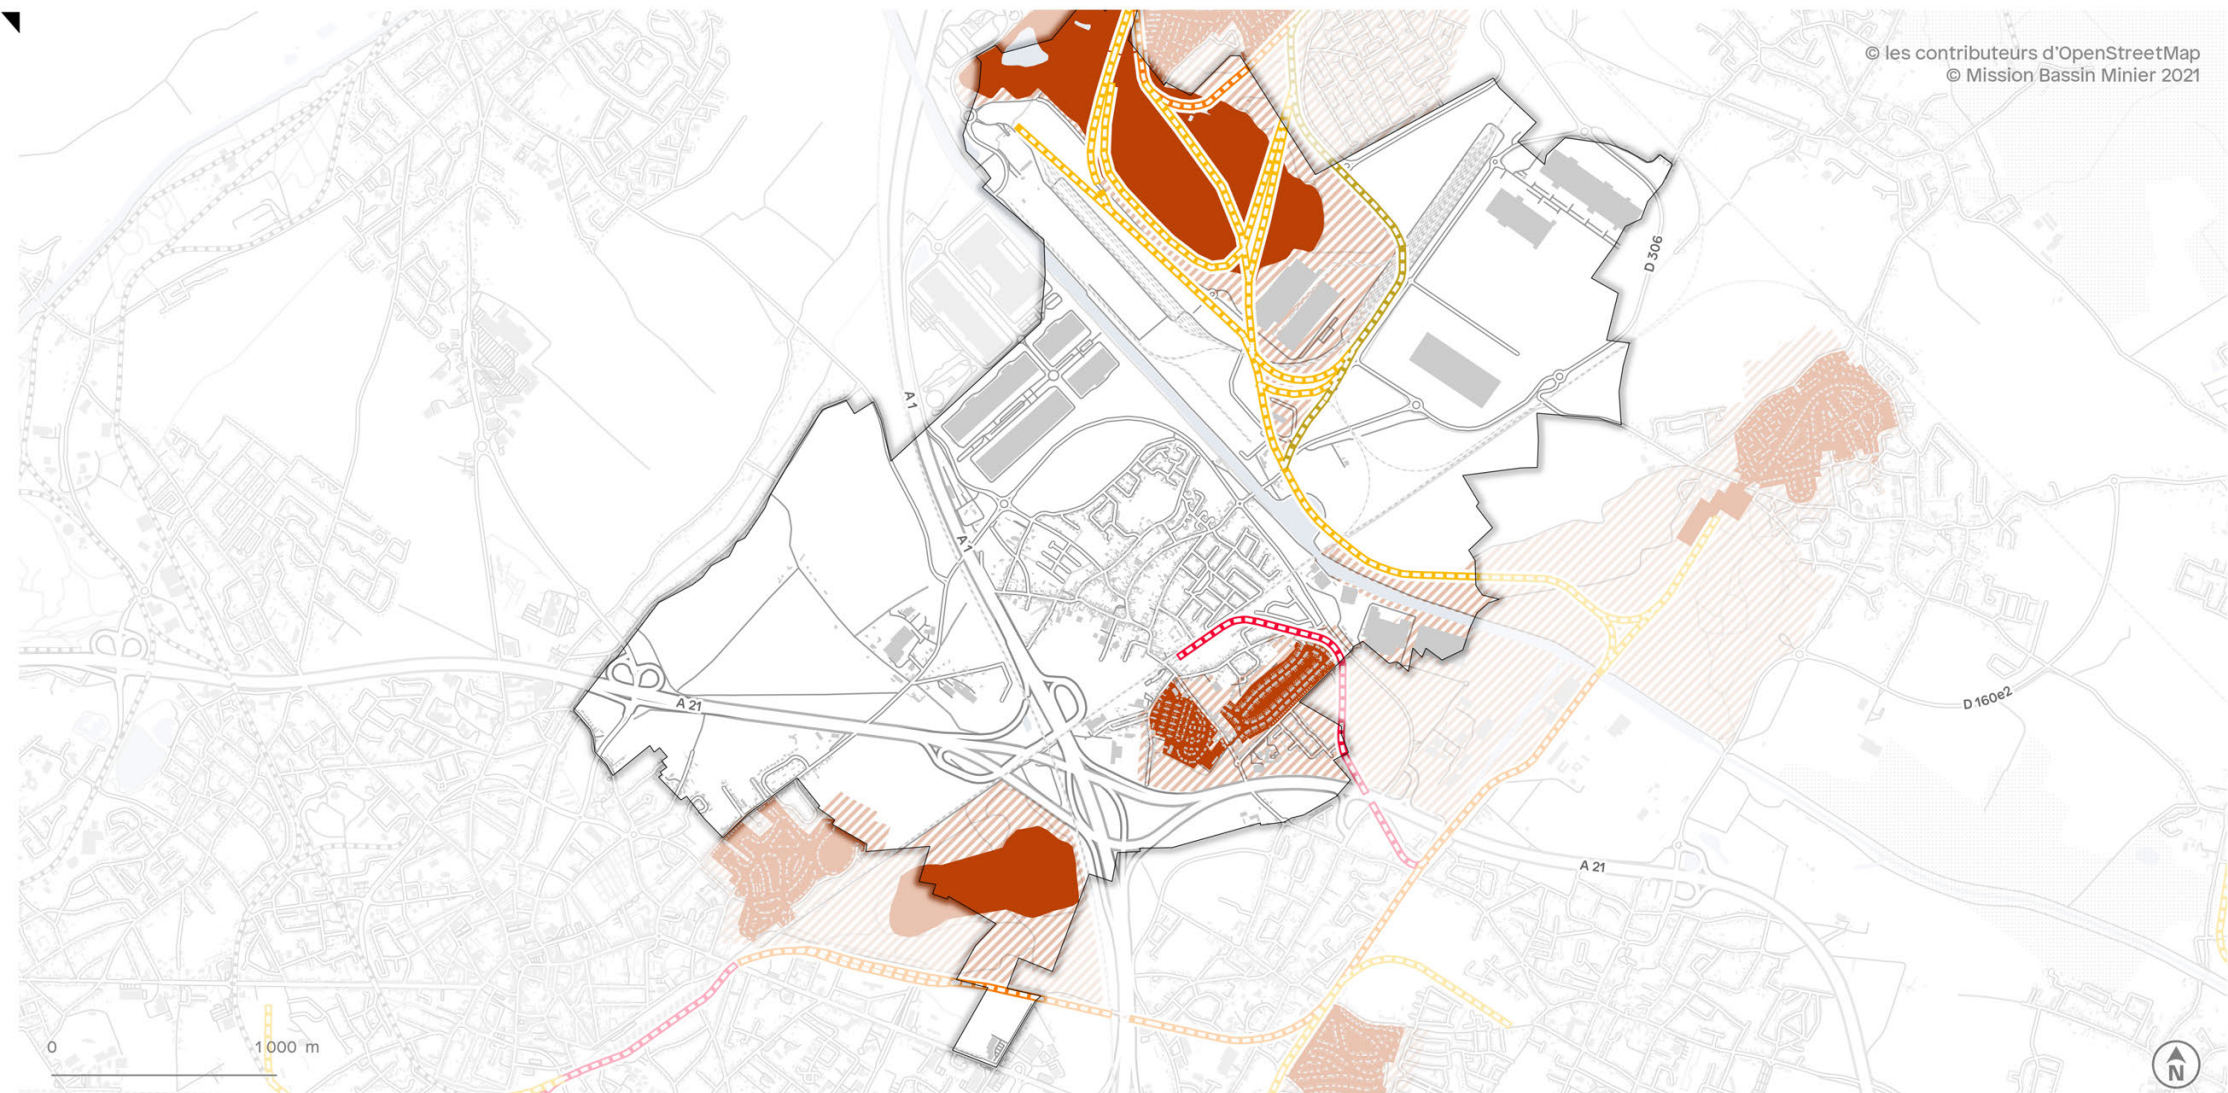 © les contributeurs d'OpenStreetMap
© Mission Bassin Minier 2021
D 306
A 1
A 1
A 21
D 160e2
A 21
0 1 000 m
N